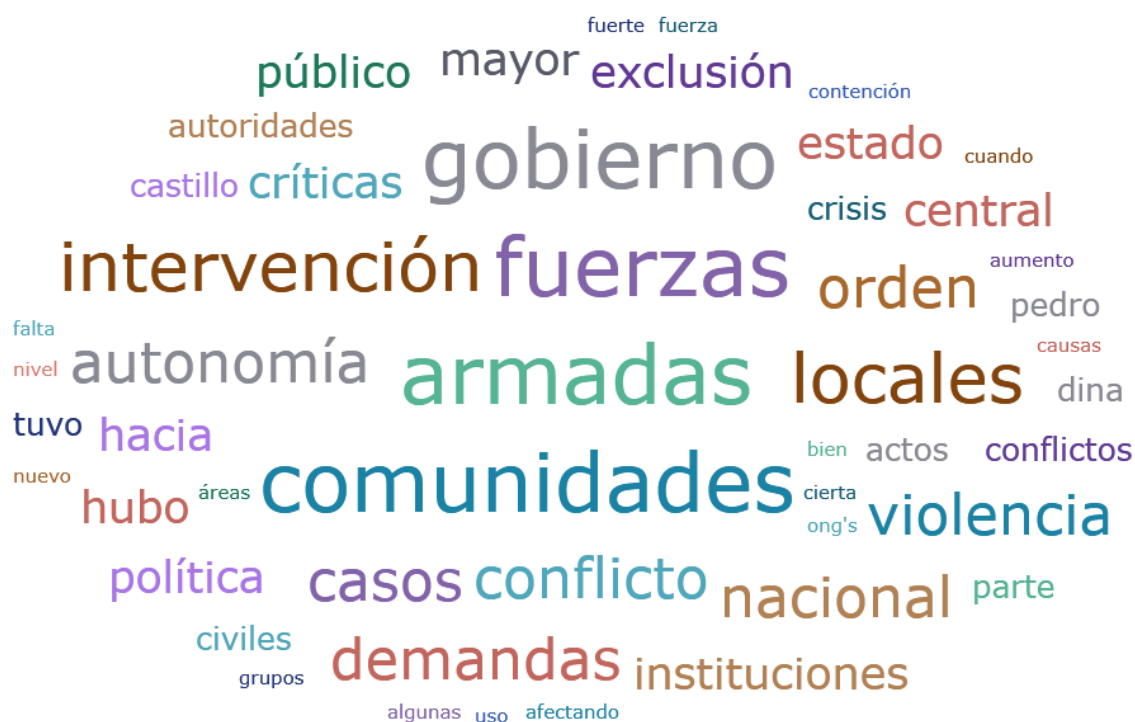 fuerte fuerza
público mayor exclusión
contención
autoridades gobierno estado
cuando
castillo críticas
crisis central
intervención fuerzas orden
aumento
pedro
falta
nivel autonomía armadas locales
causas
dina
tuvo hacia
bien actos conflictos
nuevo hubo áreas comunidades cierta
ong's violencia
política casos conflicto nacional parte
civiles demandas instituciones
grupos
algunas uso afectando